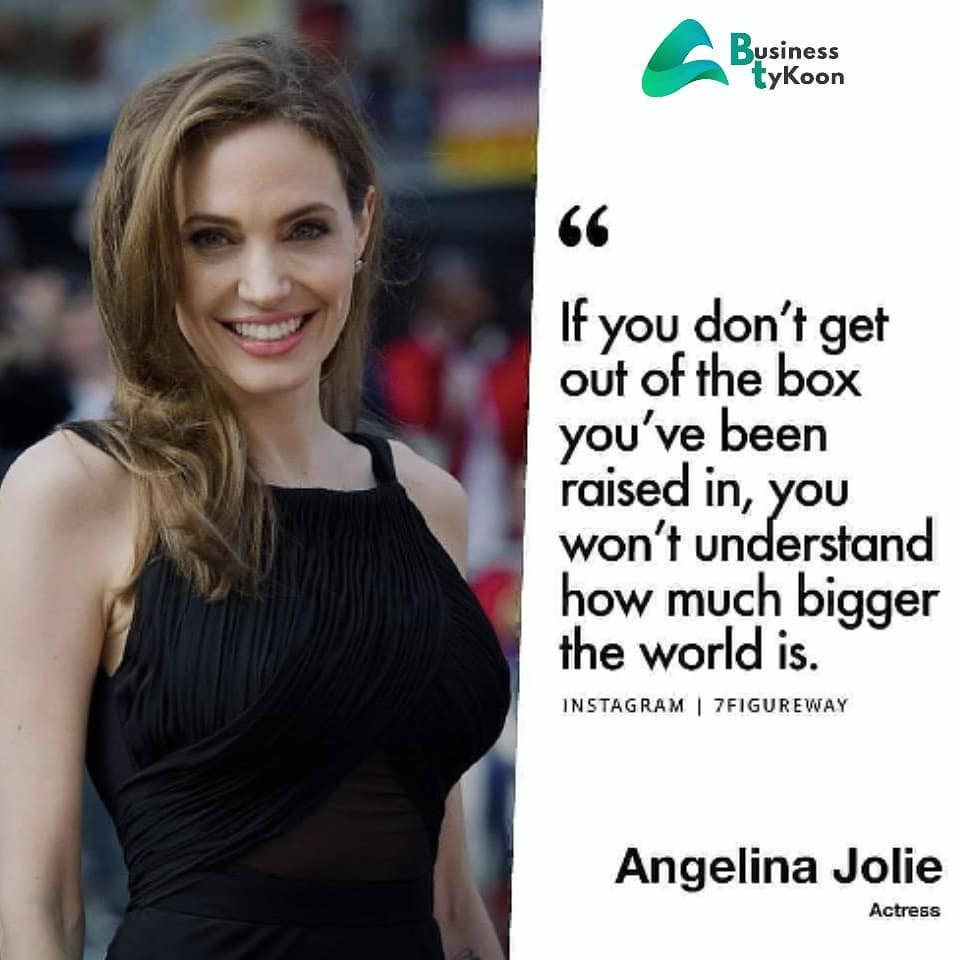 Business
tyKoon
“
If you don’t get
out of the box
you’ve been
raised in, you
won’t understand
how much bigger
the world is.
INSTAGRAM | 7FIGUREWAY
Angelina Jolie
Actress